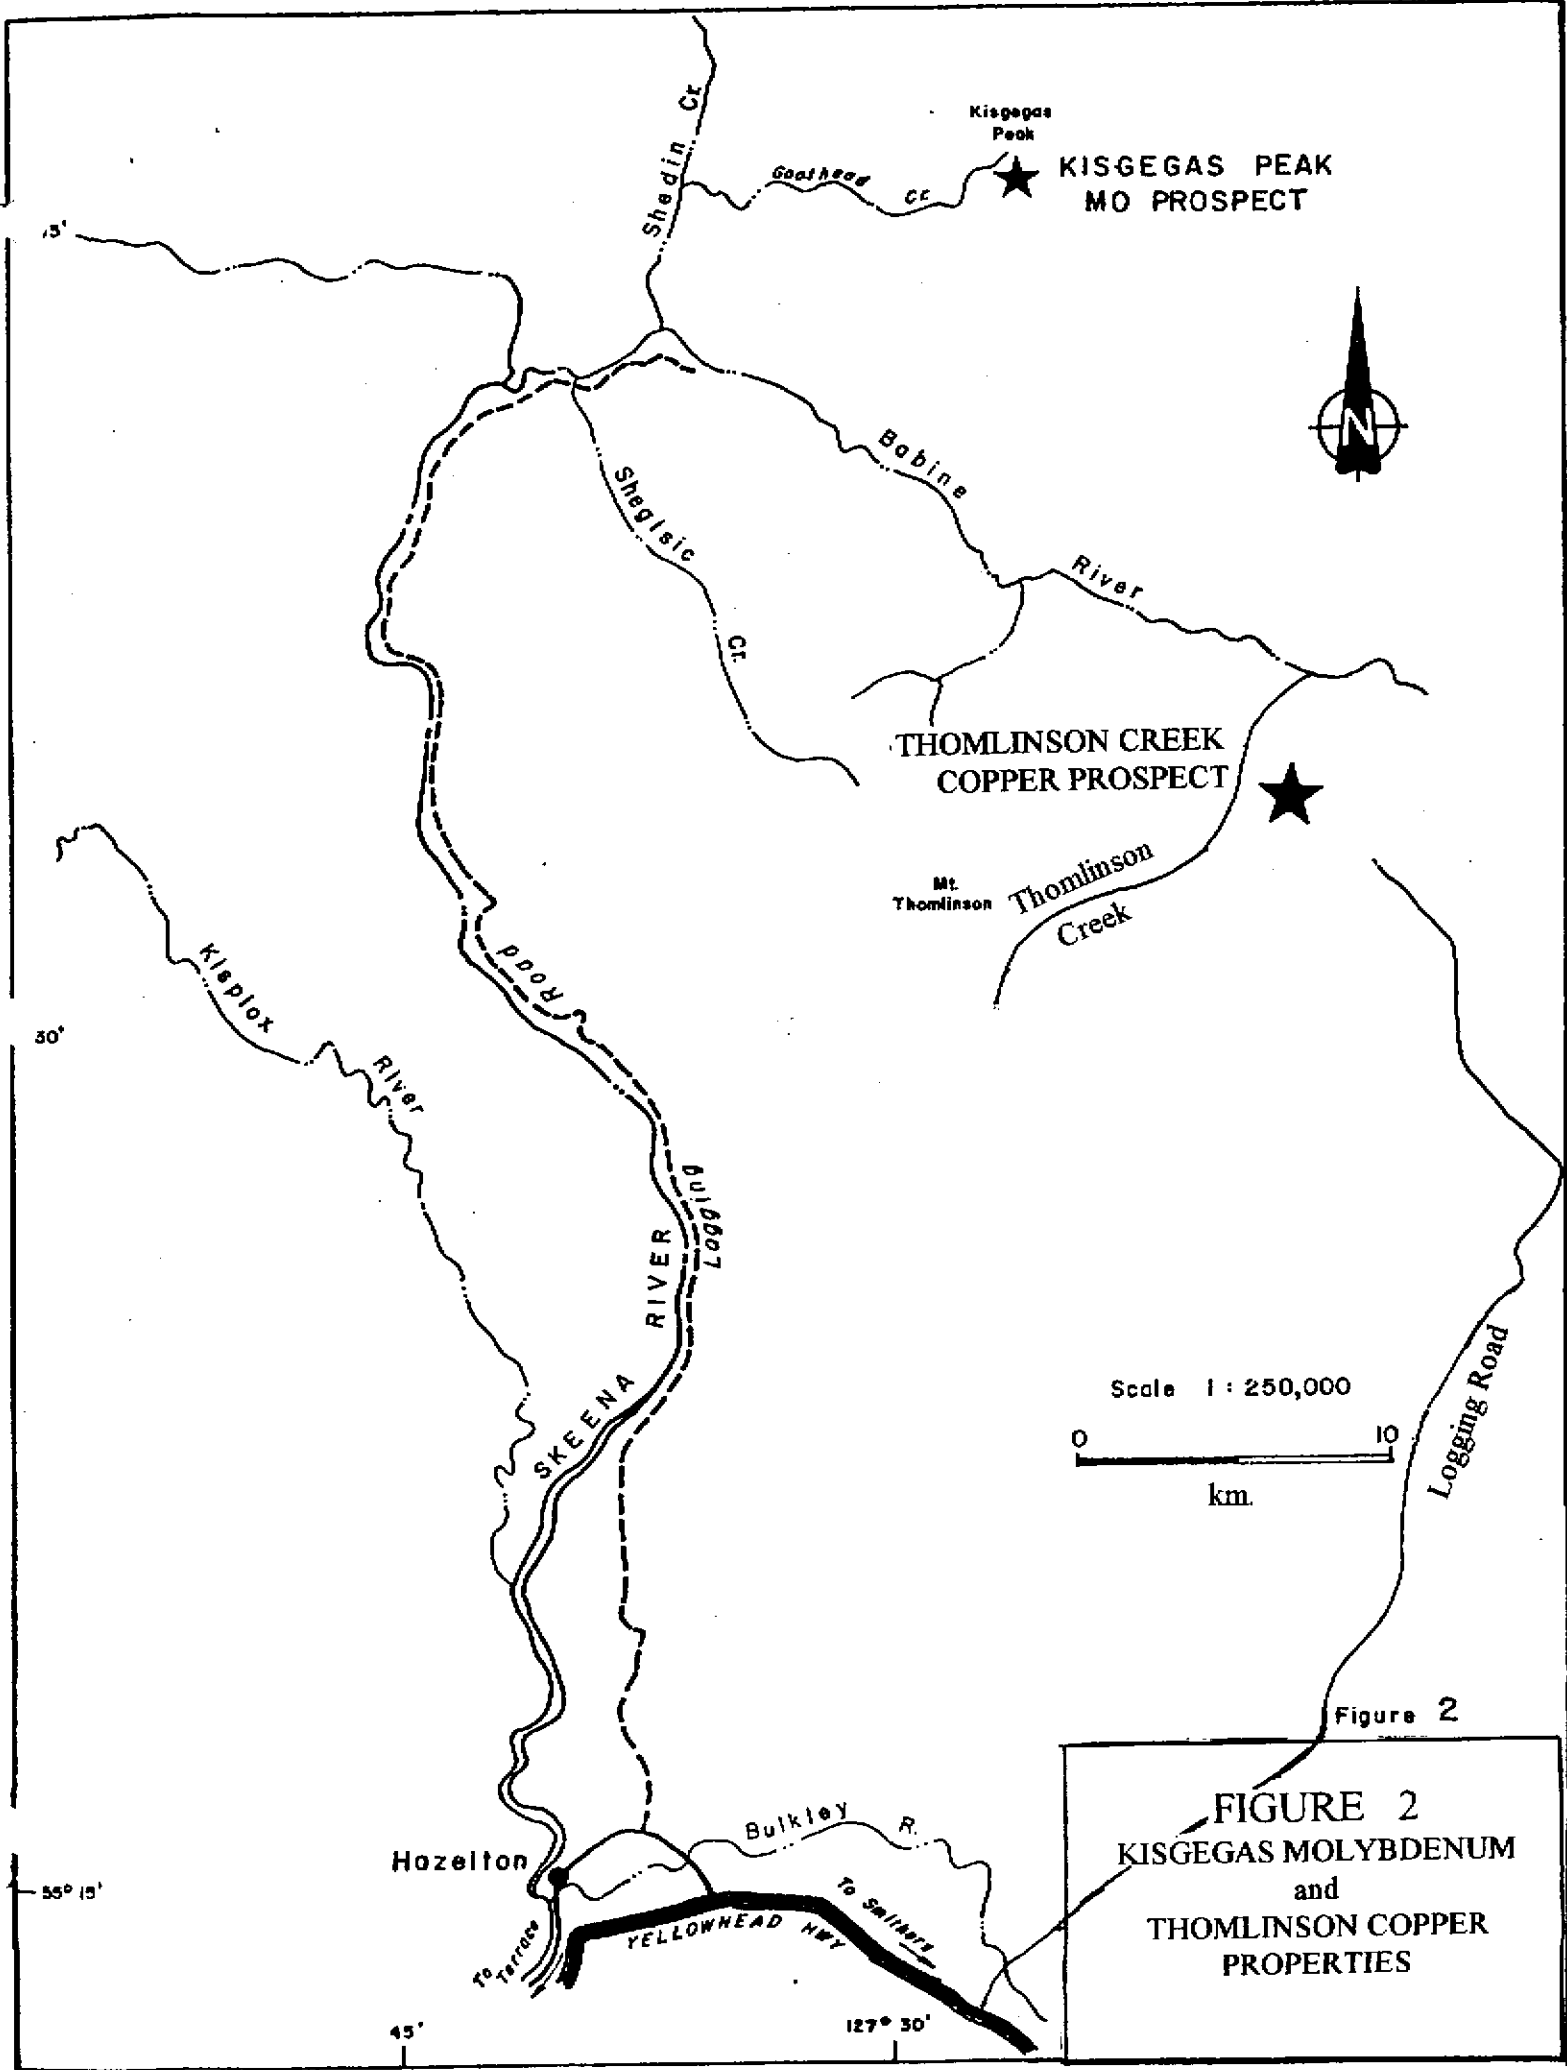 Shedin Cr.
Kisgegas
Peak
KISGEGAS PEAK
MO PROSPECT
Goathead Cr.
N
Babine River
Sheglsic Cr.
THOMLINSON CREEK
COPPER PROSPECT
Mt.
Thomlinson
Thomlinson
Creek
30'
Kispiox River
Logging Road
SKEENA RIVER
Scale 1 : 250,000
0 10
km.
Logging Road
Figure 2
FIGURE 2
KISGEGAS MOLYBDENUM
and
THOMLINSON COPPER
PROPERTIES
Bulkley R.
Hazelton
55° 15'
To Smithers
YELLOWHEAD HWY
To
Terrace
45'
127° 30'